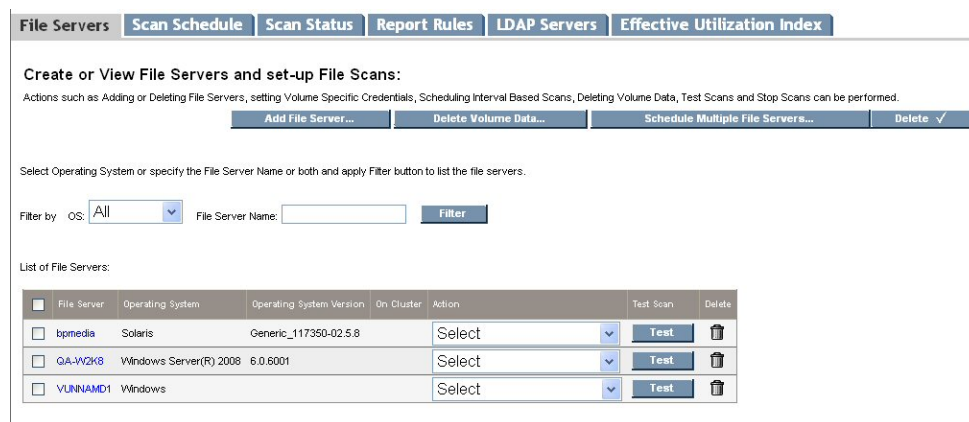 File Servers Scan Schedule Scan Status Report Rules LDAP Servers Effective Utilization Index
Create or View File Servers and set-up File Scans:
Actions such as Adding or Deleting File Servers, setting Volume Specific Credentials, Scheduling Interval Based Scans, Deleting Volume Data, Test Scans and Stop Scans can be performed.
Add File Server... Delete Volume Data... Schedule Multiple File Servers... Delete ✓
Select Operating System or specify the File Server Name or both and apply Filter button to list the file servers.
Filter by OS: All File Server Name: Filter
List of File Servers:
File Server Operating System Operating System Version On Cluster Action Test Scan Delete
bpmedia Solaris Generic_117350-02.5.8 Select Test
QA-W2K8 Windows Server(R) 2008 6.0.6001 Select Test
VUNNAMD1 Windows Select Test